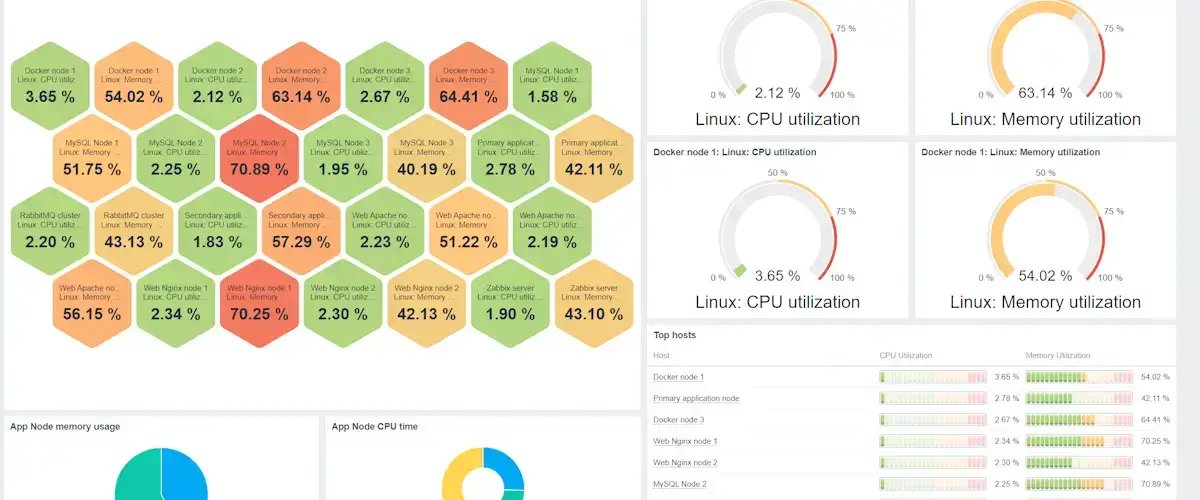 Docker node 1
Linux: CPU utiliz...
3.65 %
Docker node 1
Linux: Memory ...
54.02 %
Docker node 2
Linux: CPU utiliz...
2.12 %
Docker node 2
Linux: Memory ...
63.14 %
Docker node 3
Linux: CPU utiliz...
2.67 %
Docker node 3
Linux: Memory ...
64.41 %
MySQL Node 1
Linux: CPU utiliz...
1.58 %
MySQL Node 1
Linux: Memory ...
51.75 %
MySQL Node 2
Linux: CPU utiliz...
2.25 %
MySQL Node 2
Linux: Memory ...
70.89 %
MySQL Node 3
Linux: CPU utiliz...
1.95 %
MySQL Node 3
Linux: Memory ...
40.19 %
Primary applicat...
Linux: CPU utiliz...
2.78 %
Primary applicat...
Linux: Memory ...
42.11 %
RabbitMQ cluster
Linux: CPU utiliz...
2.20 %
RabbitMQ cluster
Linux: Memory ...
43.13 %
Secondary appli...
Linux: CPU utiliz...
1.83 %
Secondary appli...
Linux: Memory ...
57.29 %
Web Apache no...
Linux: CPU utiliz...
2.23 %
Web Apache no...
Linux: Memory ...
51.22 %
Web Apache no...
Linux: CPU utiliz...
2.19 %
Web Apache no...
Linux: Memory ...
56.15 %
Web Nginx node 1
Linux: CPU utiliz...
2.34 %
Web Nginx node 1
Linux: Memory ...
70.25 %
Web Nginx node 2
Linux: CPU utiliz...
2.30 %
Web Nginx node 2
Linux: Memory ...
42.13 %
Zabbix server
Linux: CPU utiliz...
1.90 %
Zabbix server
Linux: Memory ...
43.10 %
75 %
0 %
2.12 %
100 %
Linux: CPU utilization
75 %
0 %
63.14 %
100 %
Linux: Memory utilization
Docker node 1: Linux: CPU utilization
50 %
75 %
0 %
3.65 %
100 %
Linux: CPU utilization
Docker node 1: Linux: Memory utilization
50 %
75 %
0 %
54.02 %
100 %
Linux: Memory utilization
Top hosts
Host CPU Utilization Memory Utilization
Docker node 1 3.65 % 54.02 %
Primary application node 2.78 % 42.11 %
Docker node 3 2.67 % 64.41 %
Web Nginx node 1 2.34 % 70.25 %
Web Nginx node 2 2.30 % 42.13 %
MySQL Node 2 2.25 % 70.89 %
App Node memory usage
App Node CPU time